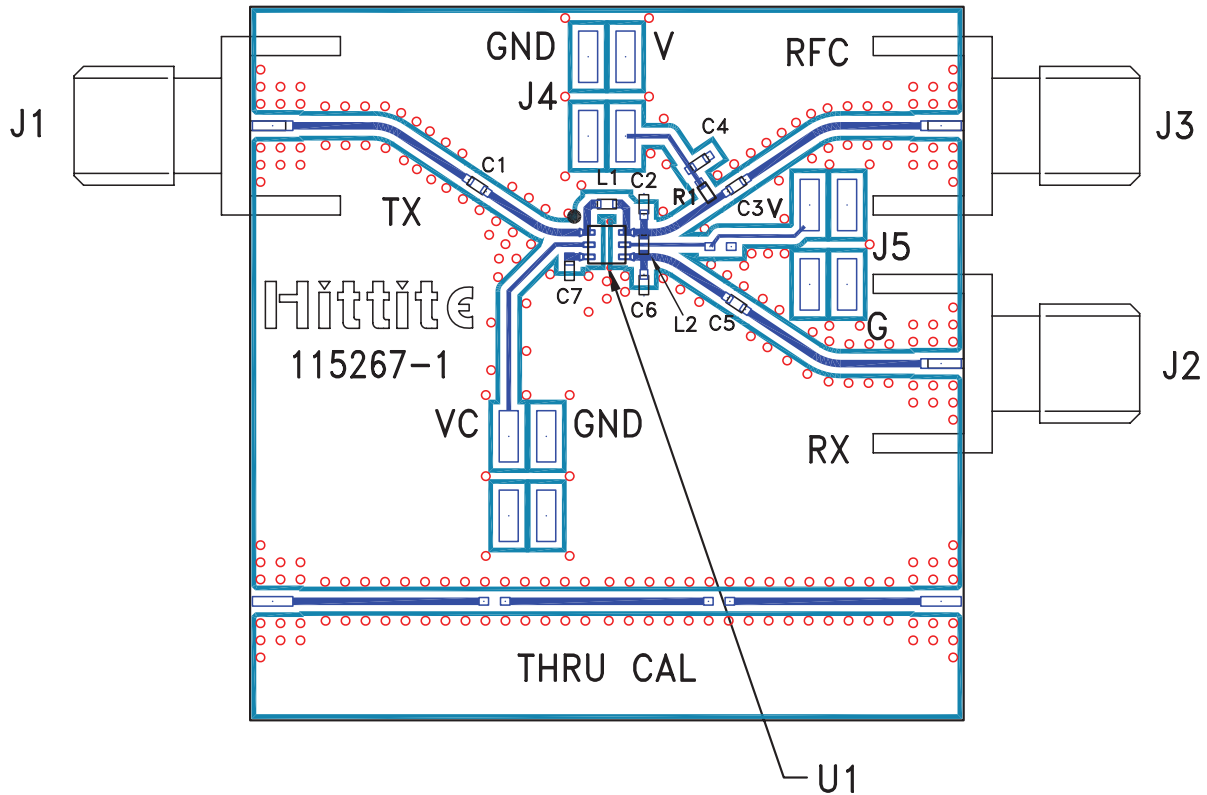 GND V RFC
J4
J1 J3
C4
C1
L1 C2 R1
TX C3 V
J5
C7 C6 L2 C5
Hittite G
115267-1 J2
VC GND RX
THRU CAL
U1